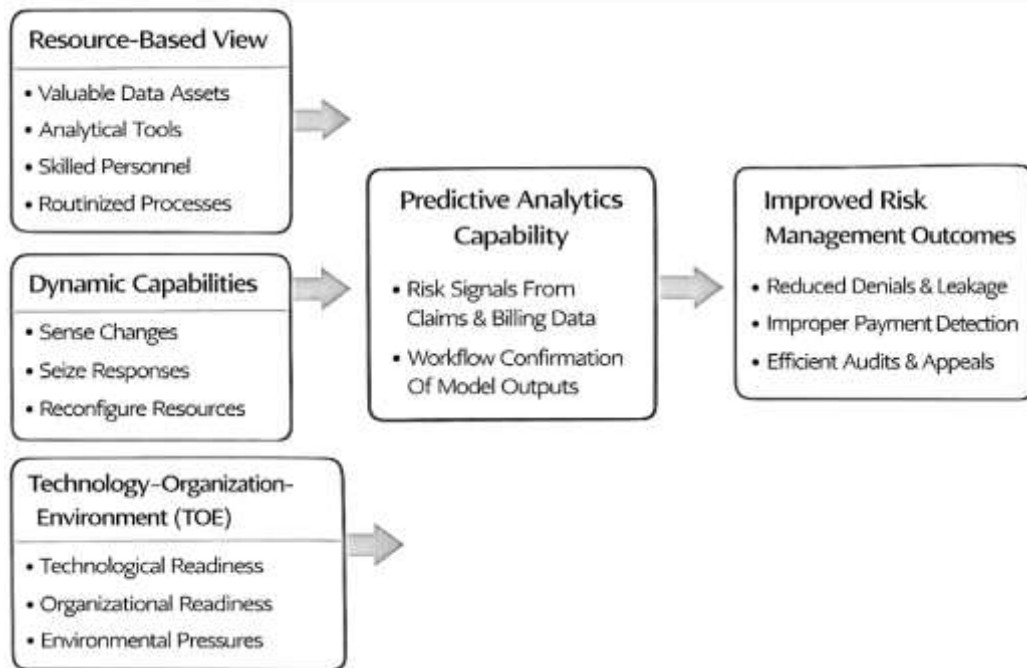 Resource-Based View
• Valuable Data Assets
• Analytical Tools
• Skilled Personnel
• Routinized Processes
Dynamic Capabilities
• Sense Changes
• Seize Responses
• Reconfigure Resources
Technology-Organization-
Environment (TOE)
• Technological Readiness
• Organizational Readiness
• Environmental Pressures
Predictive Analytics
Capability
• Risk Signals From
Claims & Billing Data
• Workflow Confirmation
Of Model Outputs
Improved Risk
Management Outcomes
• Reduced Denials & Leakage
• Improper Payment Detection
• Efficient Audits & Appeals